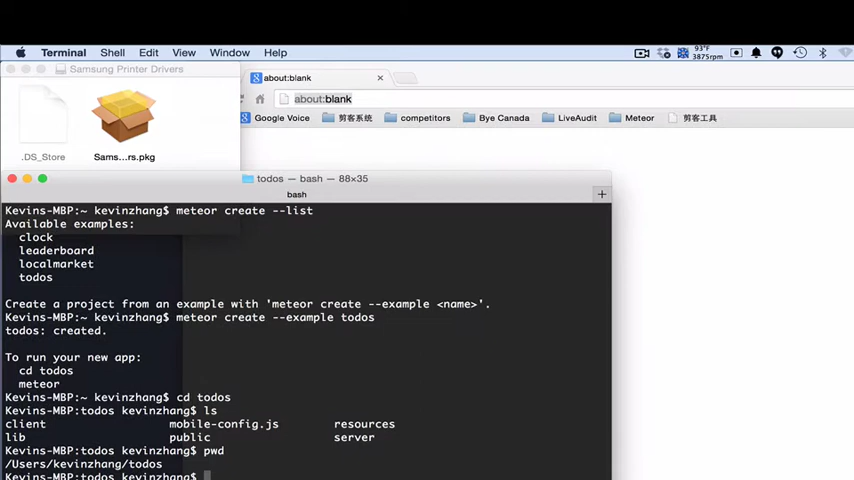 Terminal Shell Edit View Window Help 93°F
3875rpm
Samsung Printer Drivers
about:blank
about:blank
Google Voice 剪客系统 competitors Bye Canada LiveAudit Meteor 剪客工具
.DS_Store Sams...rs.pkg
todos — bash — 88×35
bash
Kevins-MBP:~ kevinzhang$ meteor create --list
Available examples:
clock
leaderboard
localmarket
todos
Create a project from an example with 'meteor create --example <name>'.
Kevins-MBP:~ kevinzhang$ meteor create --example todos
todos: created.
To run your new app:
cd todos
meteor
Kevins-MBP:~ kevinzhang$ cd todos
Kevins-MBP:todos kevinzhang$ ls
client mobile-config.js resources
lib public server
Kevins-MBP:todos kevinzhang$ pwd
/Users/kevinzhang/todos
Kevins-MBP:todos kevinzhang$